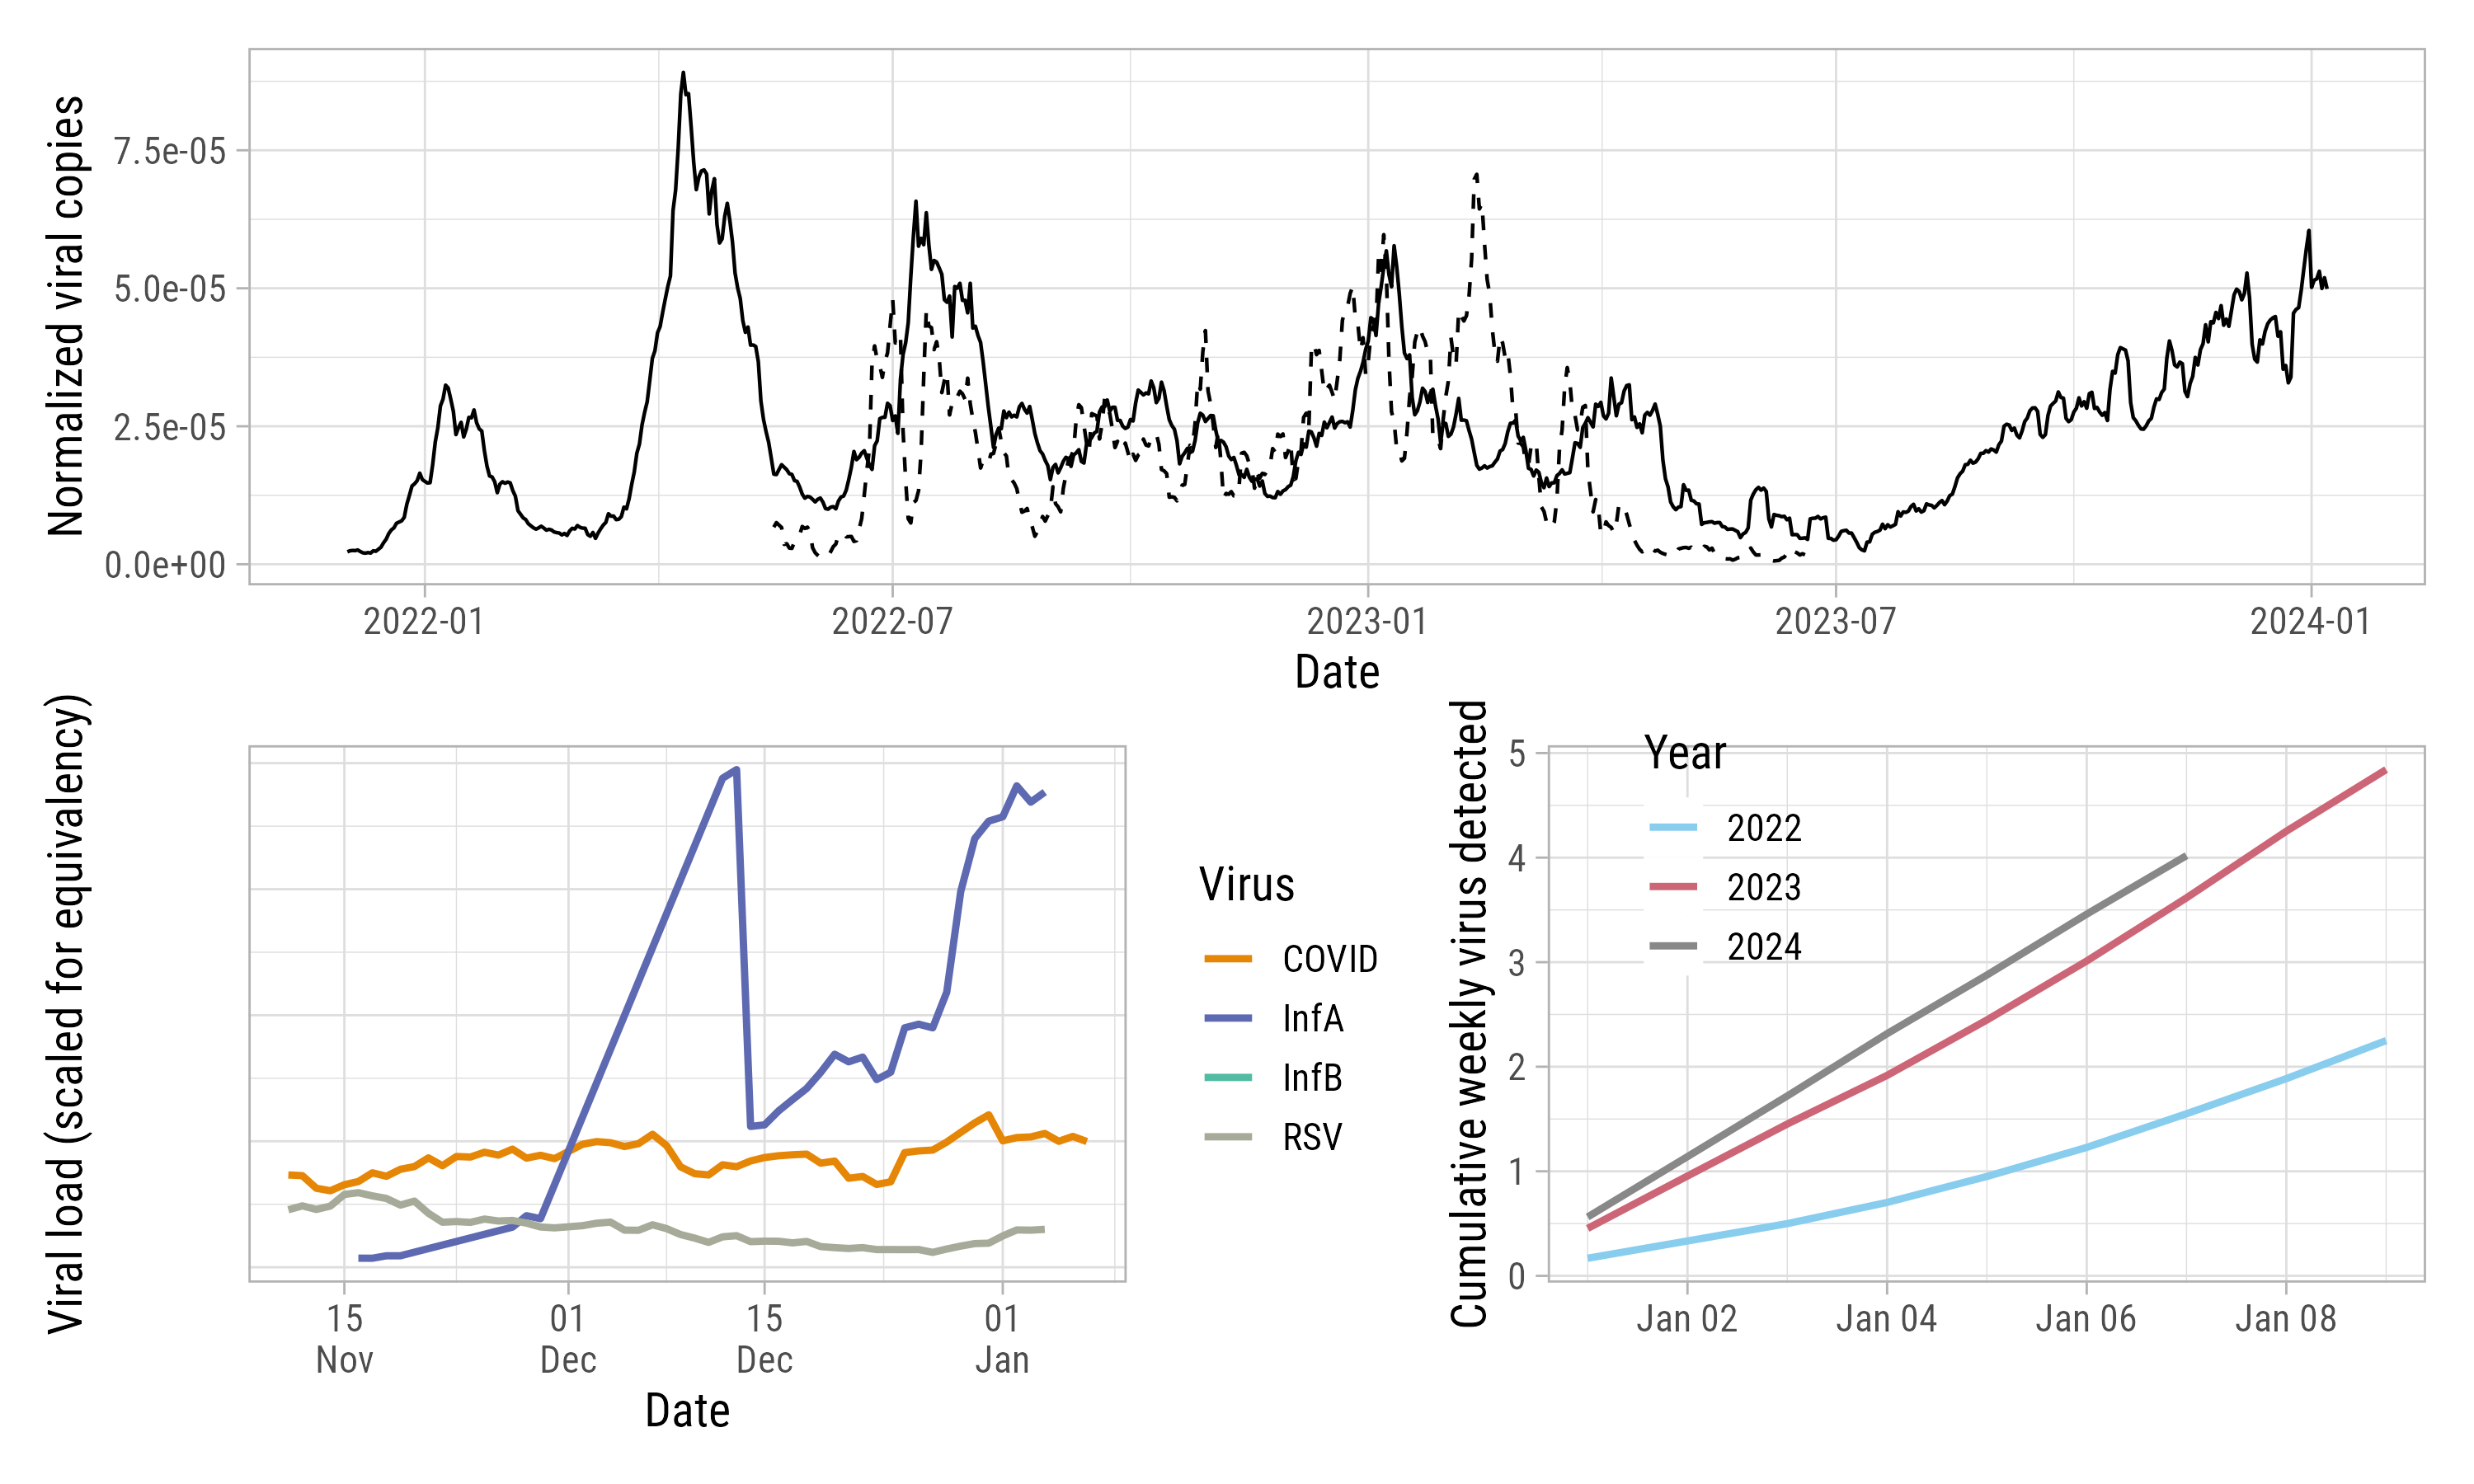 Normalized viral copies
7.5e-05
5.0e-05
2.5e-05
0.0e+00
2022-01
2022-07
2023-01
2023-07
2024-01
Date
Viral load (scaled for equivalency)
15
Nov
01
Dec
15
Dec
01
Jan
Date
Virus
COVID
InfA
InfB
RSV
Cumulative weekly virus detected
5
4
3
2
1
0
Year
2022
2023
2024
Jan 02
Jan 04
Jan 06
Jan 08